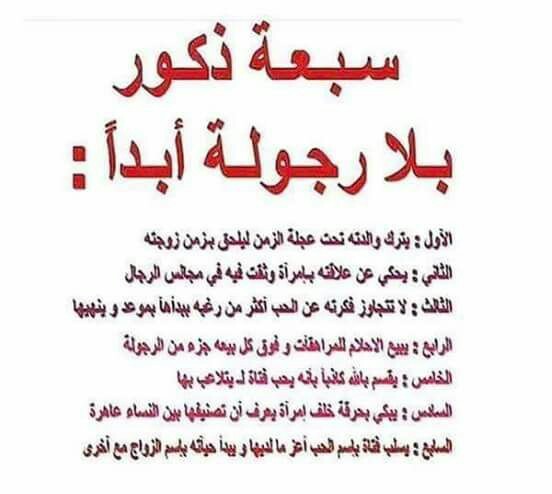 سبعة ذكور
بلا رجولة أبداً :
الأول : يترك والدته تحت عجلة الزمن ليلحق بزمن زوجته
الثاني : يحكي عن علاقته بإمرأة وثقت فيه في مجالس الرجال
الثالث : لا تتجاوز فكرته عن الحب أكثر من رغبه يبدأها بموعد و ينهيها
الرابع : يبيع الاحلام للمراهقات و فوق كل بيعه جزء من الرجولة
الخامس : يقسم بالله كاذباً بأنه يحب فتاة لـ يتلاعب بها
السادس : يبكي بحرقة خلف إمرأة يعرف أن تصنيفها بين النساء عاهرة
السابع : يسلب فتاة بإسم الحب أعز ما لديها و يبدأ حياته بإسم الزواج مع أخرى